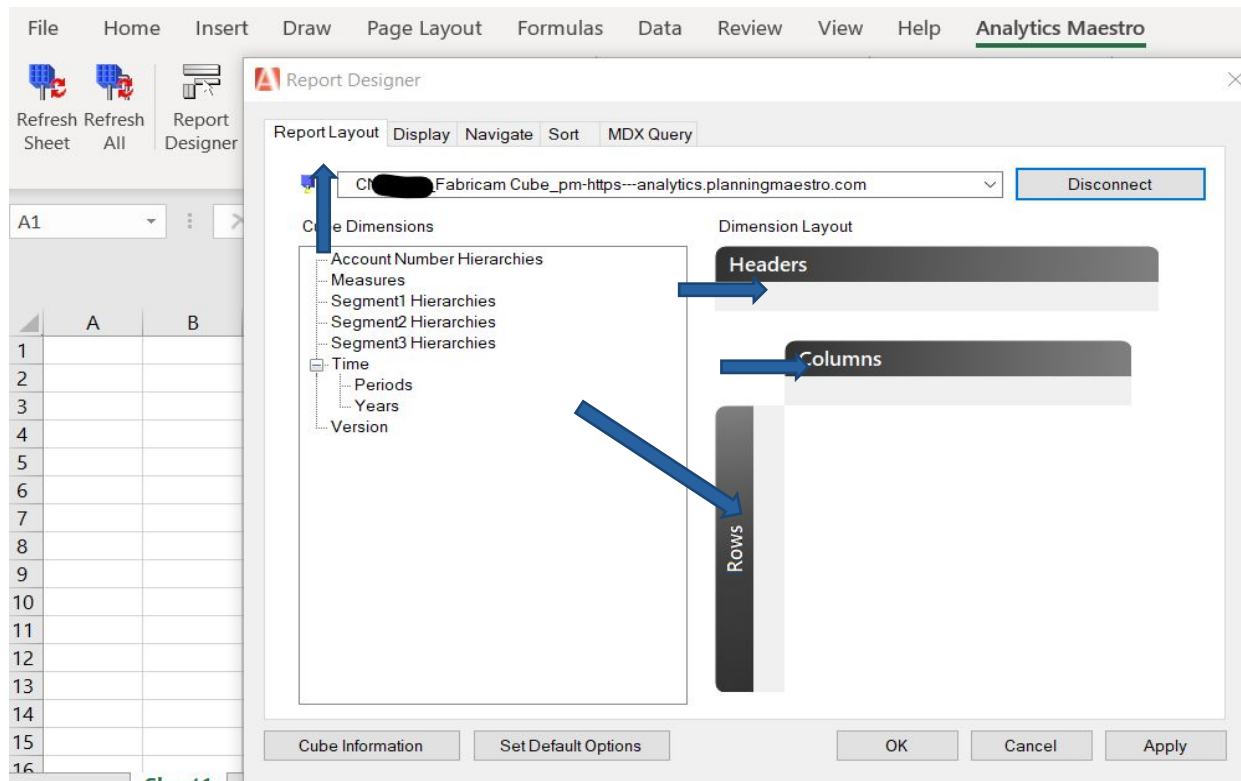 File Home Insert Draw Page Layout Formulas Data Review View Help Analytics Maestro
Refresh Sheet
Refresh All
Report Designer
Report Designer
Report Layout Display Navigate Sort MDX Query
Fabricam Cube_pm-https---analytics.planningmaestro.com
Disconnect
A1
Dimensions
Dimension Layout
Account Number Hierarchies
Measures
Segment1 Hierarchies
Segment2 Hierarchies
Segment3 Hierarchies
Time
Periods
Years
Version
Headers
Columns
Rows
A B
1
2
3
4
5
6
7
8
9
10
11
12
13
14
15
16
Cube Information
Set Default Options
OK
Cancel
Apply